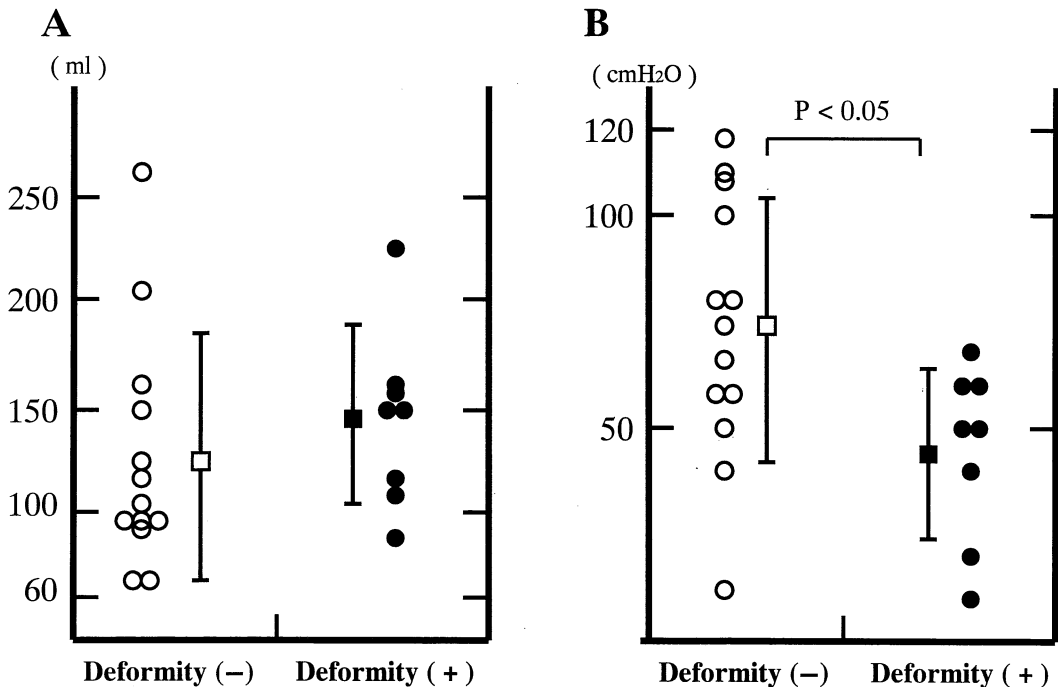 A
( ml )
250
200
150
100
60
Deformity (−)
Deformity ( + )
B
( cmH₂O )
P < 0.05
120
100
50
Deformity (−)
Deformity ( + )